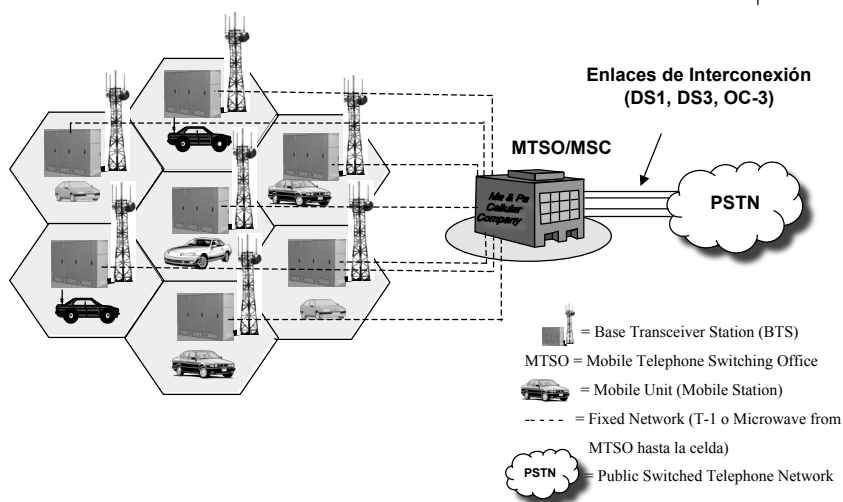 Enlaces de Interconexión
(DS1, DS3, OC-3)
MTSO/MSC
Ma & Pa
Cellular
Company
PSTN
= Base Transceiver Station (BTS)
MTSO = Mobile Telephone Switching Office
= Mobile Unit (Mobile Station)
---- = Fixed Network (T-1 o Microwave from
MTSO hasta la celda)
PSTN = Public Switched Telephone Network